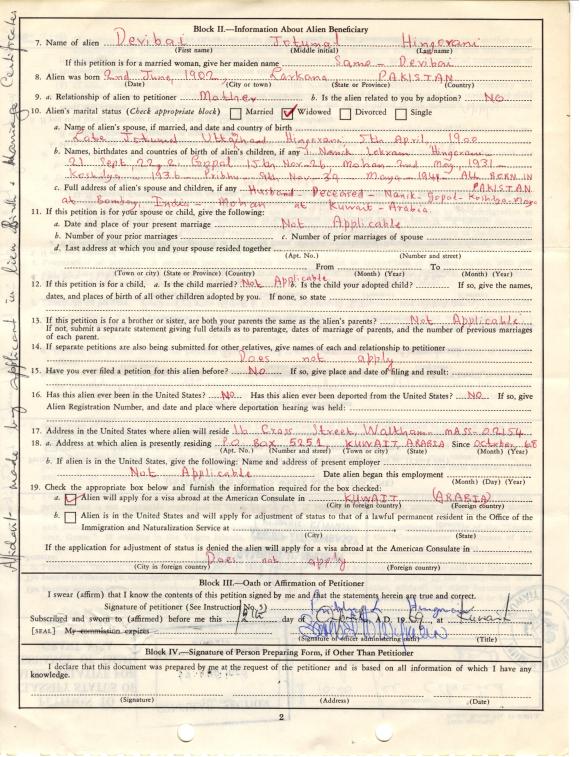 Block II.—Information About Alien Beneficiary
7. Name of alien Devibai Jotumal Hingorani
(First name) (Middle initial) (Last name)
If this petition is for a married woman, give her maiden name Same - Devibai
8. Alien was born 2nd June, 1902, Larkana, PAKISTAN
(Date) (City or town) (State or Province) (Country)
9. a. Relationship of alien to petitioner Mother b. Is the alien related to you by adoption? NO
10. Alien's marital status (Check appropriate block) Married Widowed Divorced Single
a. Name of alien's spouse, if married, and date and country of birth
Late Jotumal Hingorani, 5th April, 1900
b. Names, birthdates and countries of birth of alien's children, if any 1. Nanik Hingorani -
21. Sept, 22, 2. Gopal 15th Nov. 26 Mohan, 2nd May, 1931 -
Koshalya 1936 - 9th Nov. 39 Maya - 1944 - ALL BORN IN
PAKISTAN
c. Full address of alien's spouse and children, if any Husband - Deceased - Nanik - Gopal - Koshalya - Maya
at Bombay, India - Mohan at Kuwait - Arabia
11. If this petition is for your spouse or child, give the following:
a. Date and place of your present marriage Not Applicable
b. Number of your prior marriages c. Number of prior marriages of spouse
d. Last address at which you and your spouse resided together
(Apt. No.) (Number and street)
From To
(Town or city) (State or Province) (Country) (Month) (Year) (Month) (Year)
12. If this petition is for a child, a. Is the child married? Not Applicable b. Is the child your adopted child? If so, give the names,
dates, and places of birth of all other children adopted by you. If none, so state
13. If this petition is for a brother or sister, are both your parents the same as the alien's parents? Not Applicable
If not, submit a separate statement giving full details as to parentage, dates of marriage of parents, and the number of previous marriages
of each parent.
14. If separate petitions are also being submitted for other relatives, give names of each and relationship to petitioner
Does not apply
15. Have you ever filed a petition for this alien before? No If so, give place and date of filing and result:
16. Has this alien ever been in the United States? No Has this alien ever been deported from the United States? NO If so, give
Alien Registration Number, and date and place where deportation hearing was held:
17. Address in the United States where alien will reside 16 Cross Street, Waltham, MASS-02154
18. a. Address at which alien is presently residing P.O. Box, 5251, KUWAIT, ARABIA Since October, 68
(Apt. No.) (Number and street) (Town or city) (State) (Month) (Year)
b. If alien is in the United States, give the following: Name and address of present employer
Not Applicable Date alien began this employment
(Month) (Day) (Year)
19. Check the appropriate box below and furnish the information required for the box checked:
a. Alien will apply for a visa abroad at the American Consulate in KUWAIT (ARABIA)
(City in foreign country) (Foreign country)
b. Alien is in the United States and will apply for adjustment of status to that of a lawful permanent resident in the Office of the
Immigration and Naturalization Service at
(City) (State)
If the application for adjustment of status is denied the alien will apply for a visa abroad at the American Consulate in
Does not apply
(City in foreign country) (Foreign country)
Block III.—Oath or Affirmation of Petitioner
I swear (affirm) that I know the contents of this petition signed by me and that the statements herein are true and correct.
Signature of petitioner (See Instruction No. 5)
Subscribed and sworn to (affirmed) before me this day of A.D. 1969, at Kuwait
[SEAL] My commission expires
(Signature of officer administering oath) (Title)
Block IV.—Signature of Person Preparing Form, if Other Than Petitioner
I declare that this document was prepared by me at the request of the petitioner and is based on all information of which I have any
knowledge.
(Signature) (Address) (Date)
2
Affidavit made by applicant in lieu Birth & Marriage Certificates